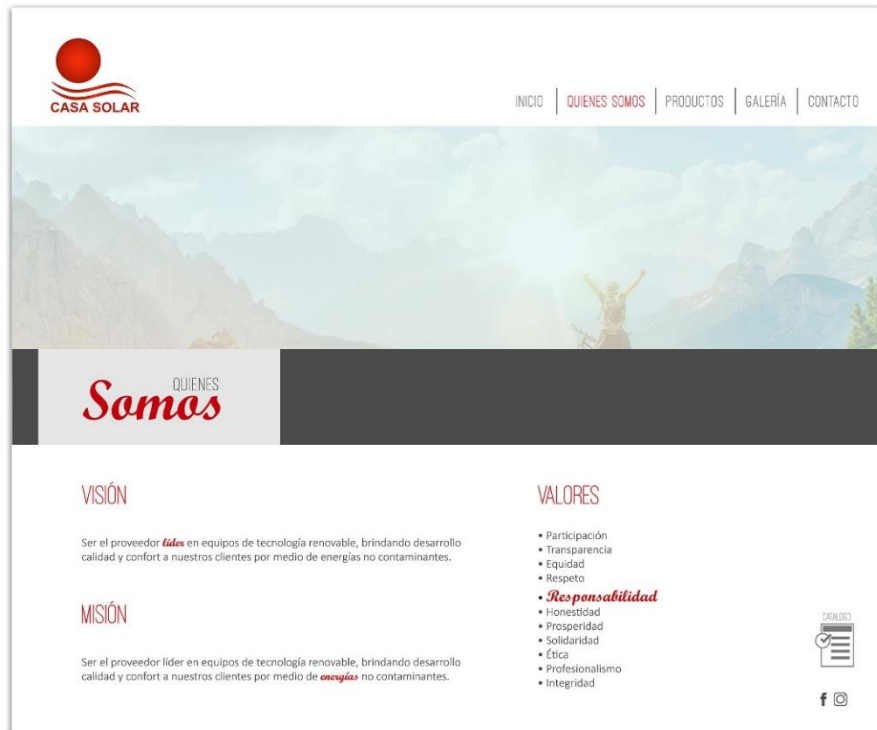 CASA SOLAR
INICIO | QUIENES SOMOS | PRODUCTOS | GALERÍA | CONTACTO
QUIENES
Somos
VISIÓN
Ser el proveedor líder en equipos de tecnología renovable, brindando desarrollo
calidad y confort a nuestros clientes por medio de energías no contaminantes.
MISIÓN
Ser el proveedor líder en equipos de tecnología renovable, brindando desarrollo
calidad y confort a nuestros clientes por medio de energías no contaminantes.
VALORES
• Participación
• Transparencia
• Equidad
• Respeto
• Responsabilidad
• Honestidad
• Prosperidad
• Solidaridad
• Ética
• Profesionalismo
• Integridad
CATALOGO